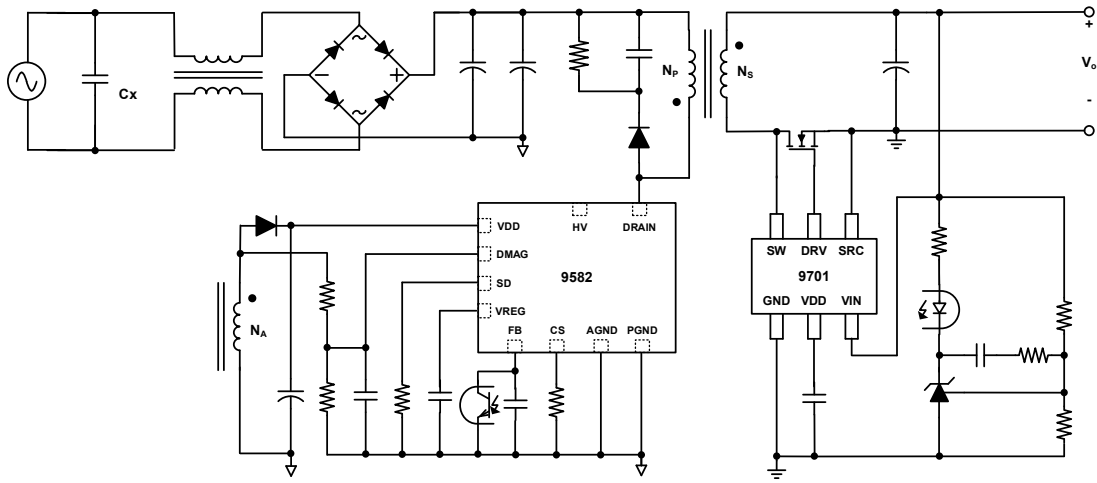 +
Cx
~
−
+
~
N_P
N_S
V_o
-
VDD
HV
DRAIN
DMAG
9582
SD
VREG
FB
CS
AGND
PGND
N_A
SW
DRV
SRC
9701
GND
VDD
VIN